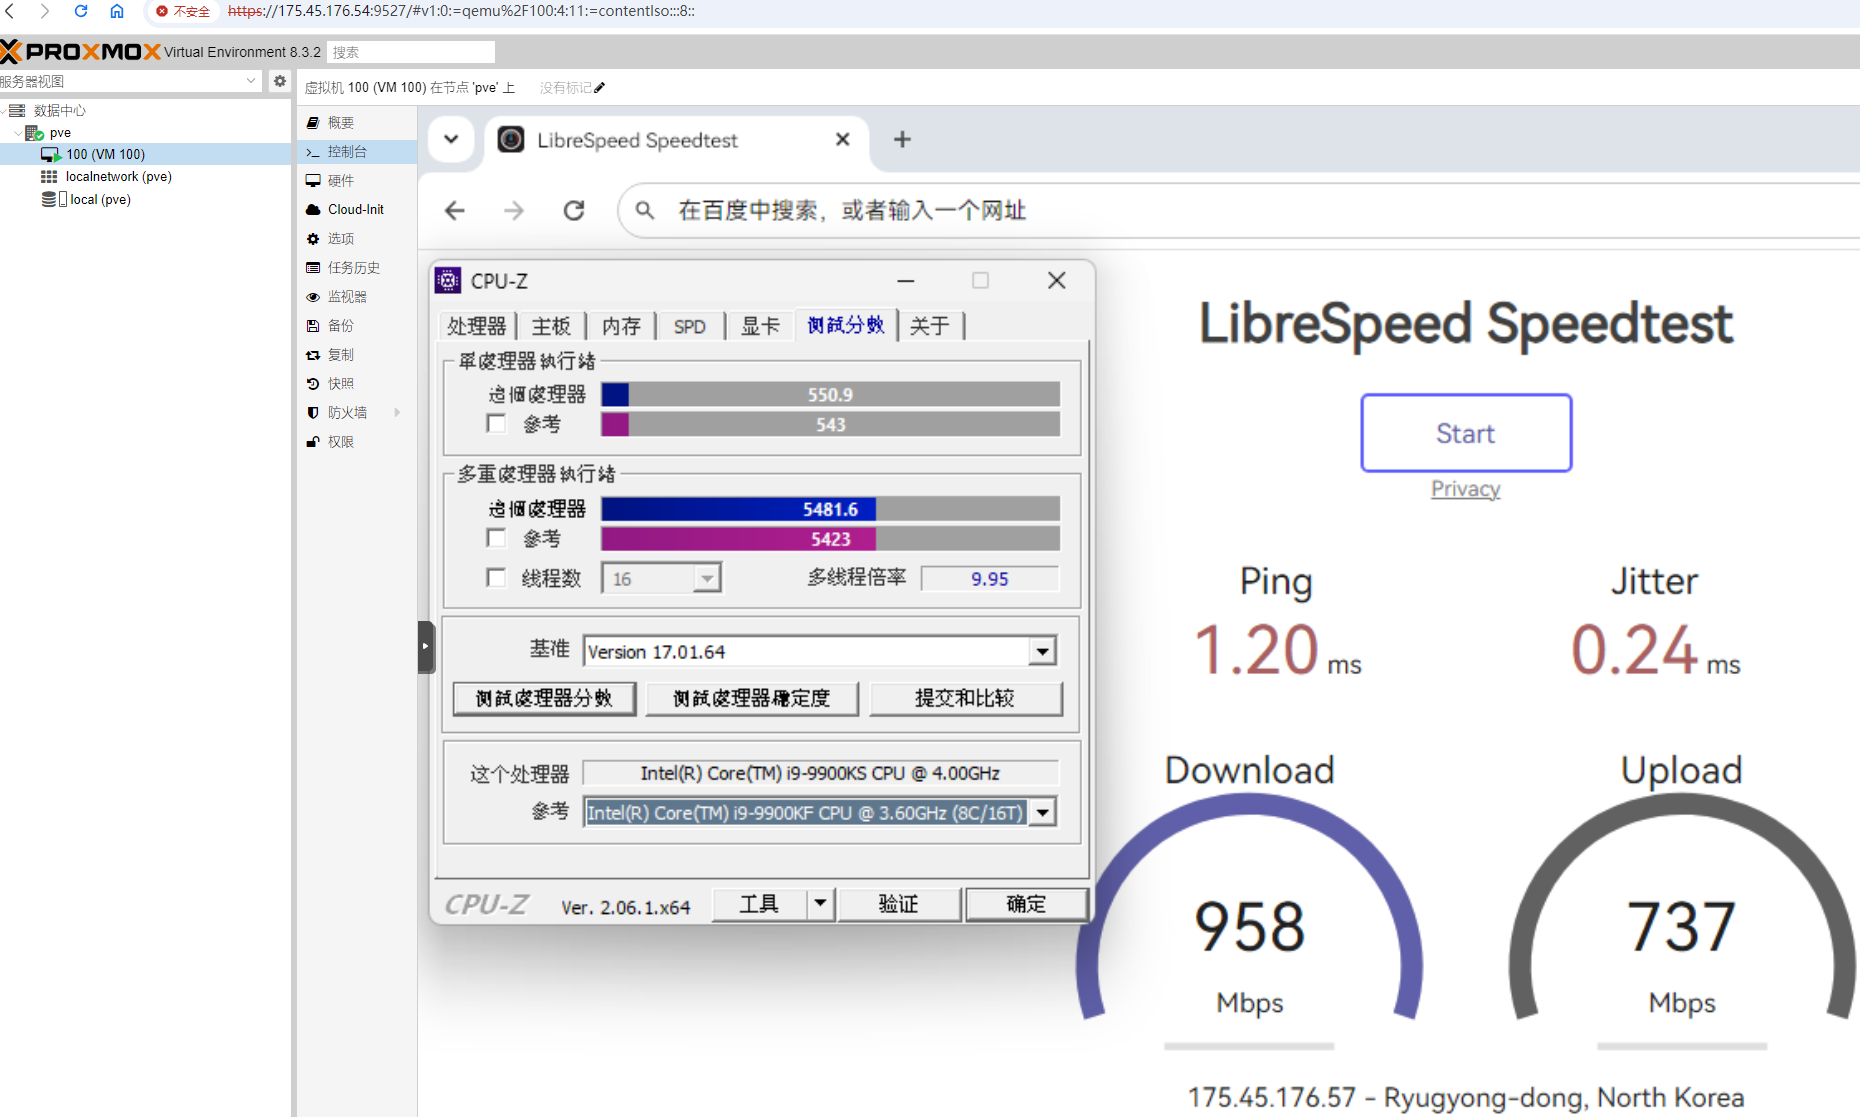 不安全 https://175.45.176.54:9527/#v1:0:=qemu%2F100:4:11:=contentIso:::8::
PROXMOX Virtual Environment 8.3.2 搜索
服务器视图
虚拟机 100 (VM 100) 在节点 'pve' 上 没有标记
数据中心
pve
100 (VM 100)
localnetwork (pve)
local (pve)
概要
控制台
硬件
Cloud-Init
选项
任务历史
监视器
备份
复制
快照
防火墙
权限
LibreSpeed Speedtest
在百度中搜索，或者输入一个网址
CPU-Z
处理器 主板 内存 SPD 显卡 测試分數 关于
單處理器執行緒
這個處理器 550.9
參考 543
多重處理器執行緒
這個處理器 5481.6
參考 5423
线程数 16 多线程倍率 9.95
基准 Version 17.01.64
测試處理器分數 测試處理器穩定度 提交和比较
这个处理器 Intel(R) Core(TM) i9-9900KS CPU @ 4.00GHz
參考 Intel(R) Core(TM) i9-9900KF CPU @ 3.60GHz (8C/16T)
CPU-Z Ver. 2.06.1.x64 工具 验证 确定
LibreSpeed Speedtest
Start
Privacy
Ping Jitter
1.20 ms 0.24 ms
Download Upload
958 737
Mbps Mbps
175.45.176.57 - Ryugyong-dong, North Korea